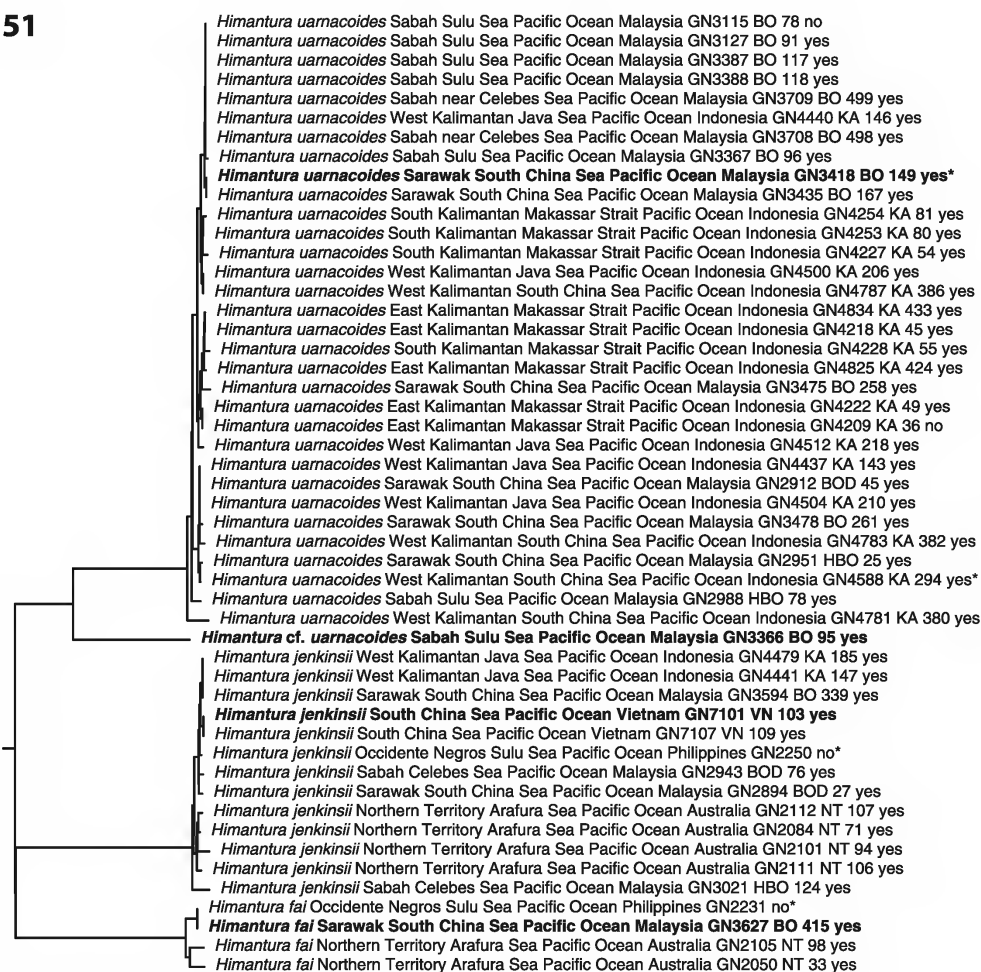 51
Himantura uarnacoides Sabah Sulu Sea Pacific Ocean Malaysia GN3115 BO 78 no
Himantura uarnacoides Sabah Sulu Sea Pacific Ocean Malaysia GN3127 BO 91 yes
Himantura uarnacoides Sabah Sulu Sea Pacific Ocean Malaysia GN3387 BO 117 yes
Himantura uarnacoides Sabah Sulu Sea Pacific Ocean Malaysia GN3388 BO 118 yes
Himantura uarnacoides Sabah near Celebes Sea Pacific Ocean Malaysia GN3709 BO 499 yes
Himantura uarnacoides West Kalimantan Java Sea Pacific Ocean Indonesia GN4440 KA 146 yes
Himantura uarnacoides Sabah near Celebes Sea Pacific Ocean Malaysia GN3708 BO 498 yes
Himantura uarnacoides Sabah Sulu Sea Pacific Ocean Malaysia GN3367 BO 96 yes
Himantura uarnacoides Sarawak South China Sea Pacific Ocean Malaysia GN3418 BO 149 yes*
Himantura uarnacoides Sarawak South China Sea Pacific Ocean Malaysia GN3435 BO 167 yes
Himantura uarnacoides South Kalimantan Makassar Strait Pacific Ocean Indonesia GN4254 KA 81 yes
Himantura uarnacoides South Kalimantan Makassar Strait Pacific Ocean Indonesia GN4253 KA 80 yes
Himantura uarnacoides South Kalimantan Makassar Strait Pacific Ocean Indonesia GN4227 KA 54 yes
Himantura uarnacoides West Kalimantan Java Sea Pacific Ocean Indonesia GN4500 KA 206 yes
Himantura uarnacoides West Kalimantan South China Sea Pacific Ocean Indonesia GN4787 KA 386 yes
Himantura uarnacoides East Kalimantan Makassar Strait Pacific Ocean Indonesia GN4834 KA 433 yes
Himantura uarnacoides East Kalimantan Makassar Strait Pacific Ocean Indonesia GN4218 KA 45 yes
Himantura uarnacoides South Kalimantan Makassar Strait Pacific Ocean Indonesia GN4228 KA 55 yes
Himantura uarnacoides East Kalimantan Makassar Strait Pacific Ocean Indonesia GN4825 KA 424 yes
Himantura uarnacoides Sarawak South China Sea Pacific Ocean Malaysia GN3475 BO 258 yes
Himantura uarnacoides East Kalimantan Makassar Strait Pacific Ocean Indonesia GN4222 KA 49 yes
Himantura uarnacoides East Kalimantan Makassar Strait Pacific Ocean Indonesia GN4209 KA 36 no
Himantura uarnacoides West Kalimantan Java Sea Pacific Ocean Indonesia GN4512 KA 218 yes
Himantura uarnacoides West Kalimantan Java Sea Pacific Ocean Indonesia GN4437 KA 143 yes
Himantura uarnacoides Sarawak South China Sea Pacific Ocean Malaysia GN2912 BOD 45 yes
Himantura uarnacoides West Kalimantan Java Sea Pacific Ocean Indonesia GN4504 KA 210 yes
Himantura uarnacoides Sarawak South China Sea Pacific Ocean Malaysia GN3478 BO 261 yes
Himantura uarnacoides West Kalimantan South China Sea Pacific Ocean Indonesia GN4783 KA 382 yes
Himantura uarnacoides Sarawak South China Sea Pacific Ocean Malaysia GN2951 HBO 25 yes
Himantura uarnacoides West Kalimantan South China Sea Pacific Ocean Indonesia GN4588 KA 294 yes*
Himantura uarnacoides Sabah Sulu Sea Pacific Ocean Malaysia GN2988 HBO 78 yes
Himantura uarnacoides West Kalimantan South China Sea Pacific Ocean Indonesia GN4781 KA 380 yes
Himantura cf. uarnacoides Sabah Sulu Sea Pacific Ocean Malaysia GN3366 BO 95 yes
Himantura jenkinsii West Kalimantan Java Sea Pacific Ocean Indonesia GN4479 KA 185 yes
Himantura jenkinsii West Kalimantan Java Sea Pacific Ocean Indonesia GN4441 KA 147 yes
Himantura jenkinsii Sarawak South China Sea Pacific Ocean Malaysia GN3594 BO 339 yes
Himantura jenkinsii South China Sea Pacific Ocean Vietnam GN7101 VN 103 yes
Himantura jenkinsii South China Sea Pacific Ocean Vietnam GN7107 VN 109 yes
Himantura jenkinsii Occidente Negros Sulu Sea Pacific Ocean Philippines GN2250 no*
Himantura jenkinsii Sabah Celebes Sea Pacific Ocean Malaysia GN2943 BOD 76 yes
Himantura jenkinsii Sarawak South China Sea Pacific Ocean Malaysia GN2894 BOD 27 yes
Himantura jenkinsii Northern Territory Arafura Sea Pacific Ocean Australia GN2112 NT 107 yes
Himantura jenkinsii Northern Territory Arafura Sea Pacific Ocean Australia GN2084 NT 71 yes
Himantura jenkinsii Northern Territory Arafura Sea Pacific Ocean Australia GN2101 NT 94 yes
Himantura jenkinsii Northern Territory Arafura Sea Pacific Ocean Australia GN2111 NT 106 yes
Himantura jenkinsii Sabah Celebes Sea Pacific Ocean Malaysia GN3021 HBO 124 yes
Himantura fai Occidente Negros Sulu Sea Pacific Ocean Philippines GN2231 no*
Himantura fai Sarawak South China Sea Pacific Ocean Malaysia GN3627 BO 415 yes
Himantura fai Northern Territory Arafura Sea Pacific Ocean Australia GN2105 NT 98 yes
Himantura fai Northern Territory Arafura Sea Pacific Ocean Australia GN2050 NT 33 yes